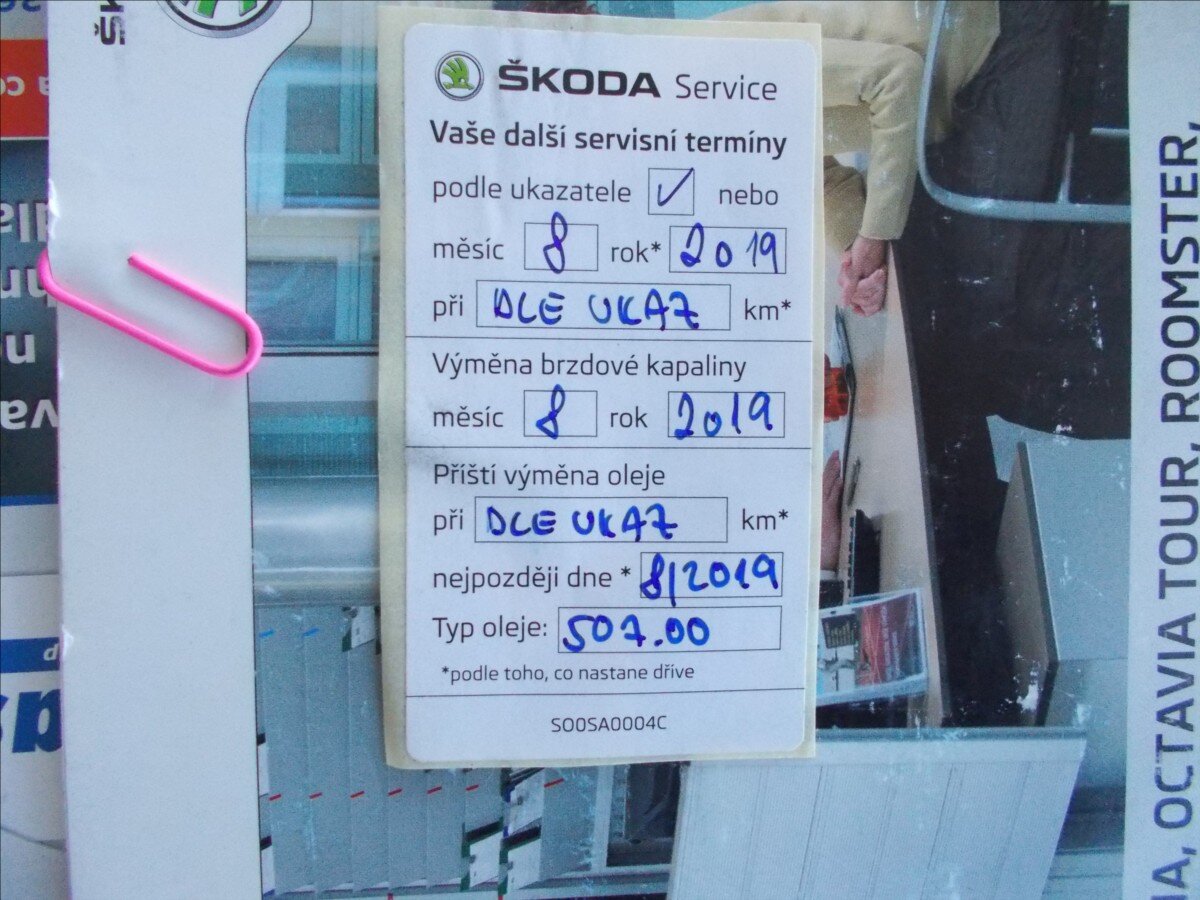 ŠKODA Service
Vaše další servisní termíny
podle ukazatele ✓ nebo
měsíc 8 rok* 2019
při DLE UKAZ km*
Výměna brzdové kapaliny
měsíc 8 rok 2019
Příští výměna oleje
při DLE UKAZ km*
nejpozději dne * 8/2019
Typ oleje: 507.00
*podle toho, co nastane dříve
S00SA0004C
A, OCTAVIA TOUR, ROOMSTER,